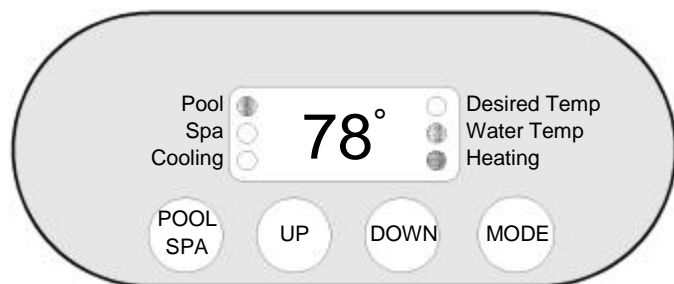 Pool
Spa
Cooling
78°
Desired Temp
Water Temp
Heating
POOL
SPA
UP
DOWN
MODE